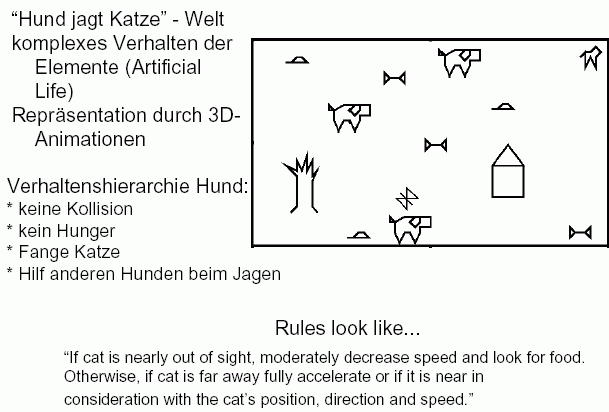 “Hund jagt Katze” - Welt
komplexes Verhalten der
Elemente (Artificial
Life)
Repräsentation durch 3D-
Animationen
Verhaltenshierarchie Hund:
* keine Kollision
* kein Hunger
* Fange Katze
* Hilf anderen Hunden beim Jagen
Rules look like...
“If cat is nearly out of sight, moderately decrease speed and look for food.
Otherwise, if cat is far away fully accelerate or if it is near in
consideration with the cat’s position, direction and speed.”